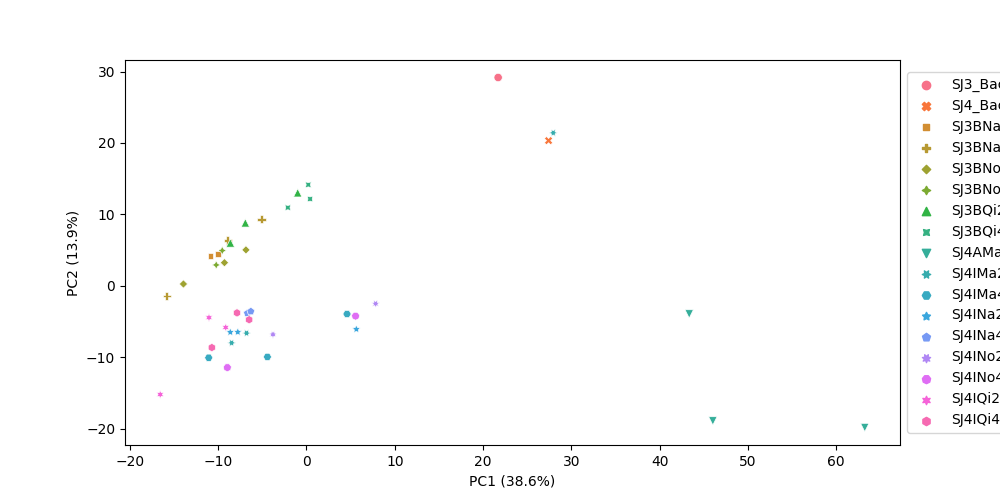 30
20
10
0
−10
−20
−20
−10
0
10
20
30
40
50
60
PC1 (38.6%)
PC2 (13.9%)
SJ3_Bac
SJ4_Bac
SJ3BNa
SJ3BNa
SJ3BNo
SJ3BNo
SJ3BQi2
SJ3BQi4
SJ4AMa
SJ4IMa2
SJ4IMa4
SJ4INa2
SJ4INa4
SJ4INo2
SJ4INo4
SJ4IQi2
SJ4IQi4